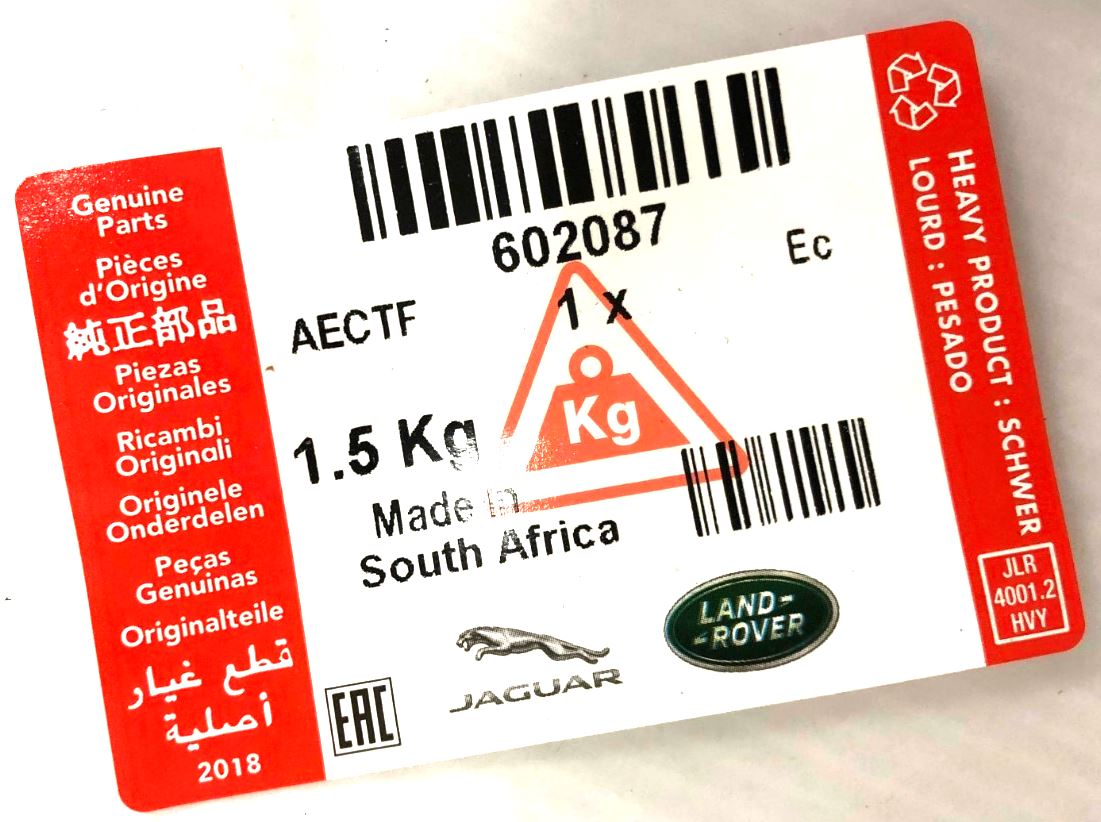 Genuine
Parts
Pièces
d'Origine
純正部品
Piezas
Originales
Ricambi
Originali
Originele
Onderdelen
Peças
Genuinas
Originalteile
قطع غيار
أصلية
2018
602087
Ec
AECTF
1 x
Kg
1.5 Kg
Made in
South Africa
JAGUAR
LAND-
-ROVER
EAC
HEAVY PRODUCT : SCHWER
LOURD : PESADO
JLR
4001.2
HVY